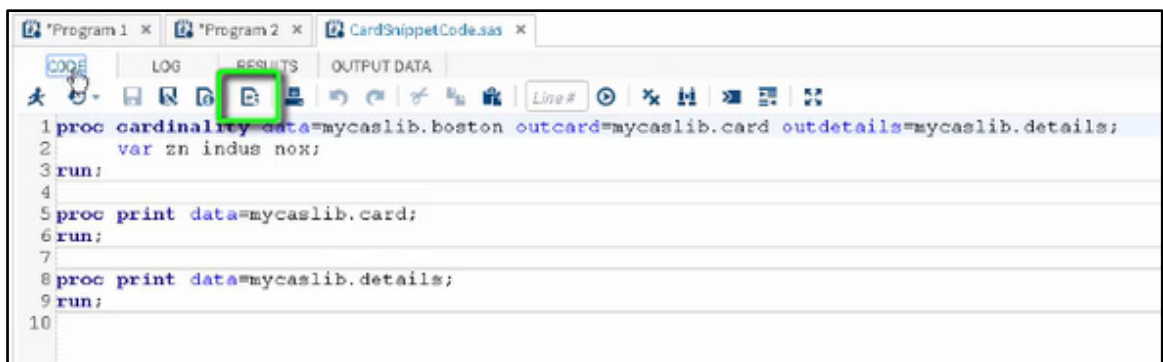 *Program 1 × *Program 2 × CardSnippetCode.sas ×
CODE LOG RESULTS OUTPUT DATA
Line #
1 proc cardinality data=mycaslib.boston outcard=mycaslib.card outdetails=mycaslib.details;
2 var zn indus nox;
3 run;
4
5 proc print data=mycaslib.card;
6 run;
7
8 proc print data=mycaslib.details;
9 run;
10